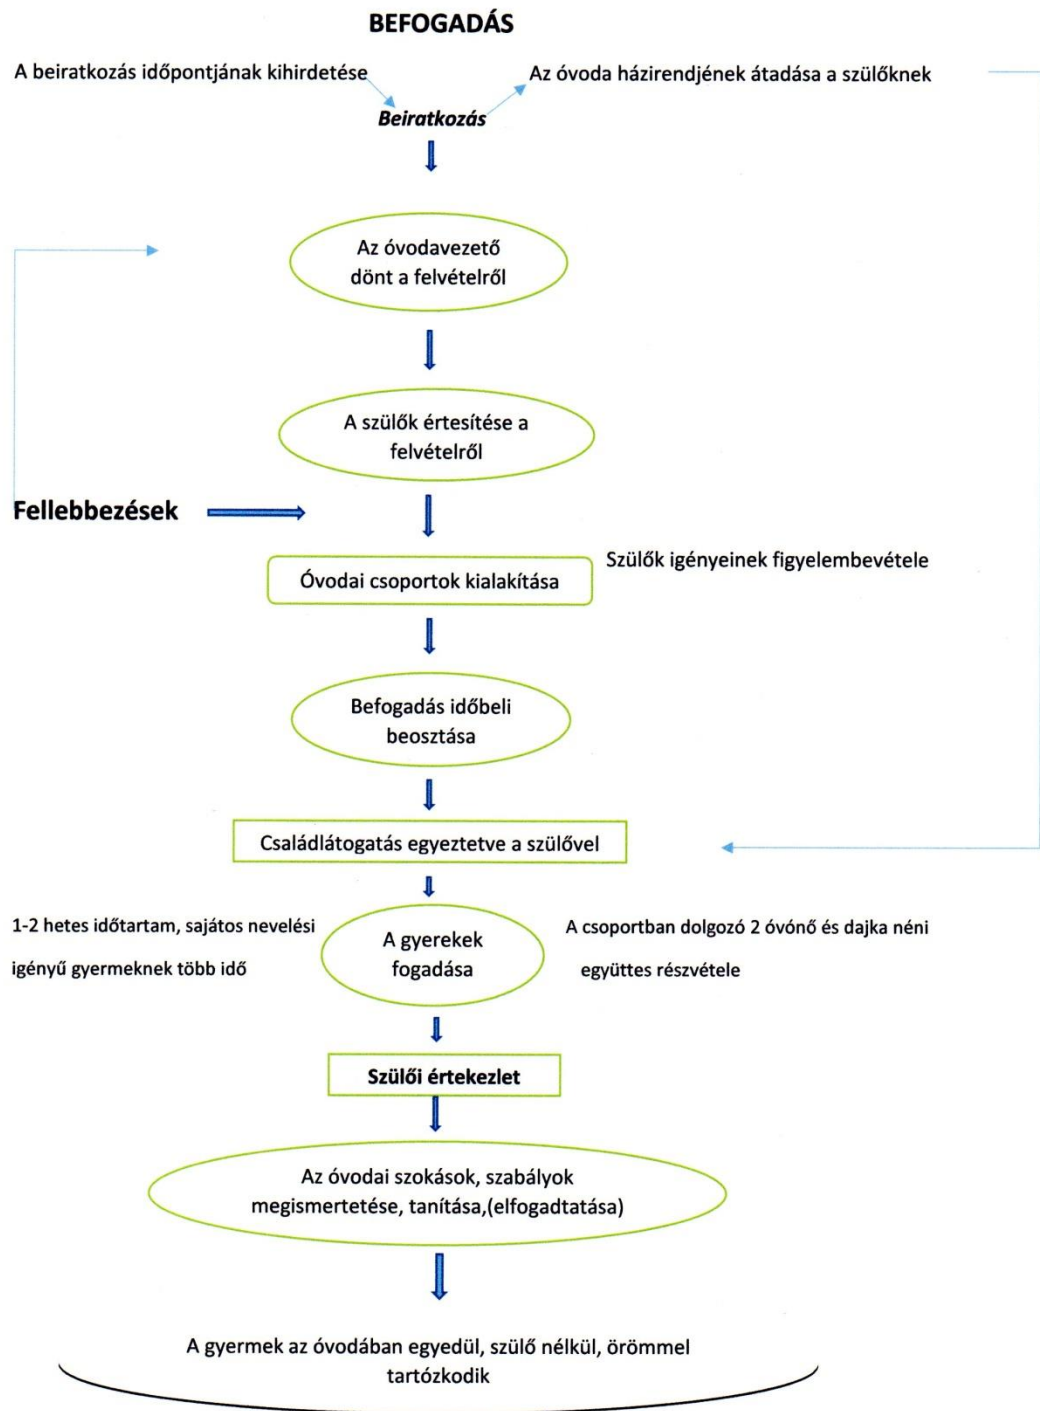 BEFOGADÁS
A beiratkozás időpontjának kihirdetése
Az óvoda házirendjének átadása a szülőknek
Beiratkozás
Az óvodavezető
dönt a felvételről
A szülők értesítése a
felvételről
Fellebbezések
Szülők igényeinek figyelembevétele
Óvodai csoportok kialakítása
Befogadás időbeli
beosztása
Családlátogatás egyeztetve a szülővel
1-2 hetes időtartam, sajátos nevelési
igényű gyermeknek több idő
A gyerekek
fogadása
A csoportban dolgozó 2 óvónő és dajka néni
együttes részvétele
Szülői értekezlet
Az óvodai szokások, szabályok
megismertetése, tanítása,(elfogadtatása)
A gyermek az óvodában egyedül, szülő nélkül, örömmel
tartózkodik